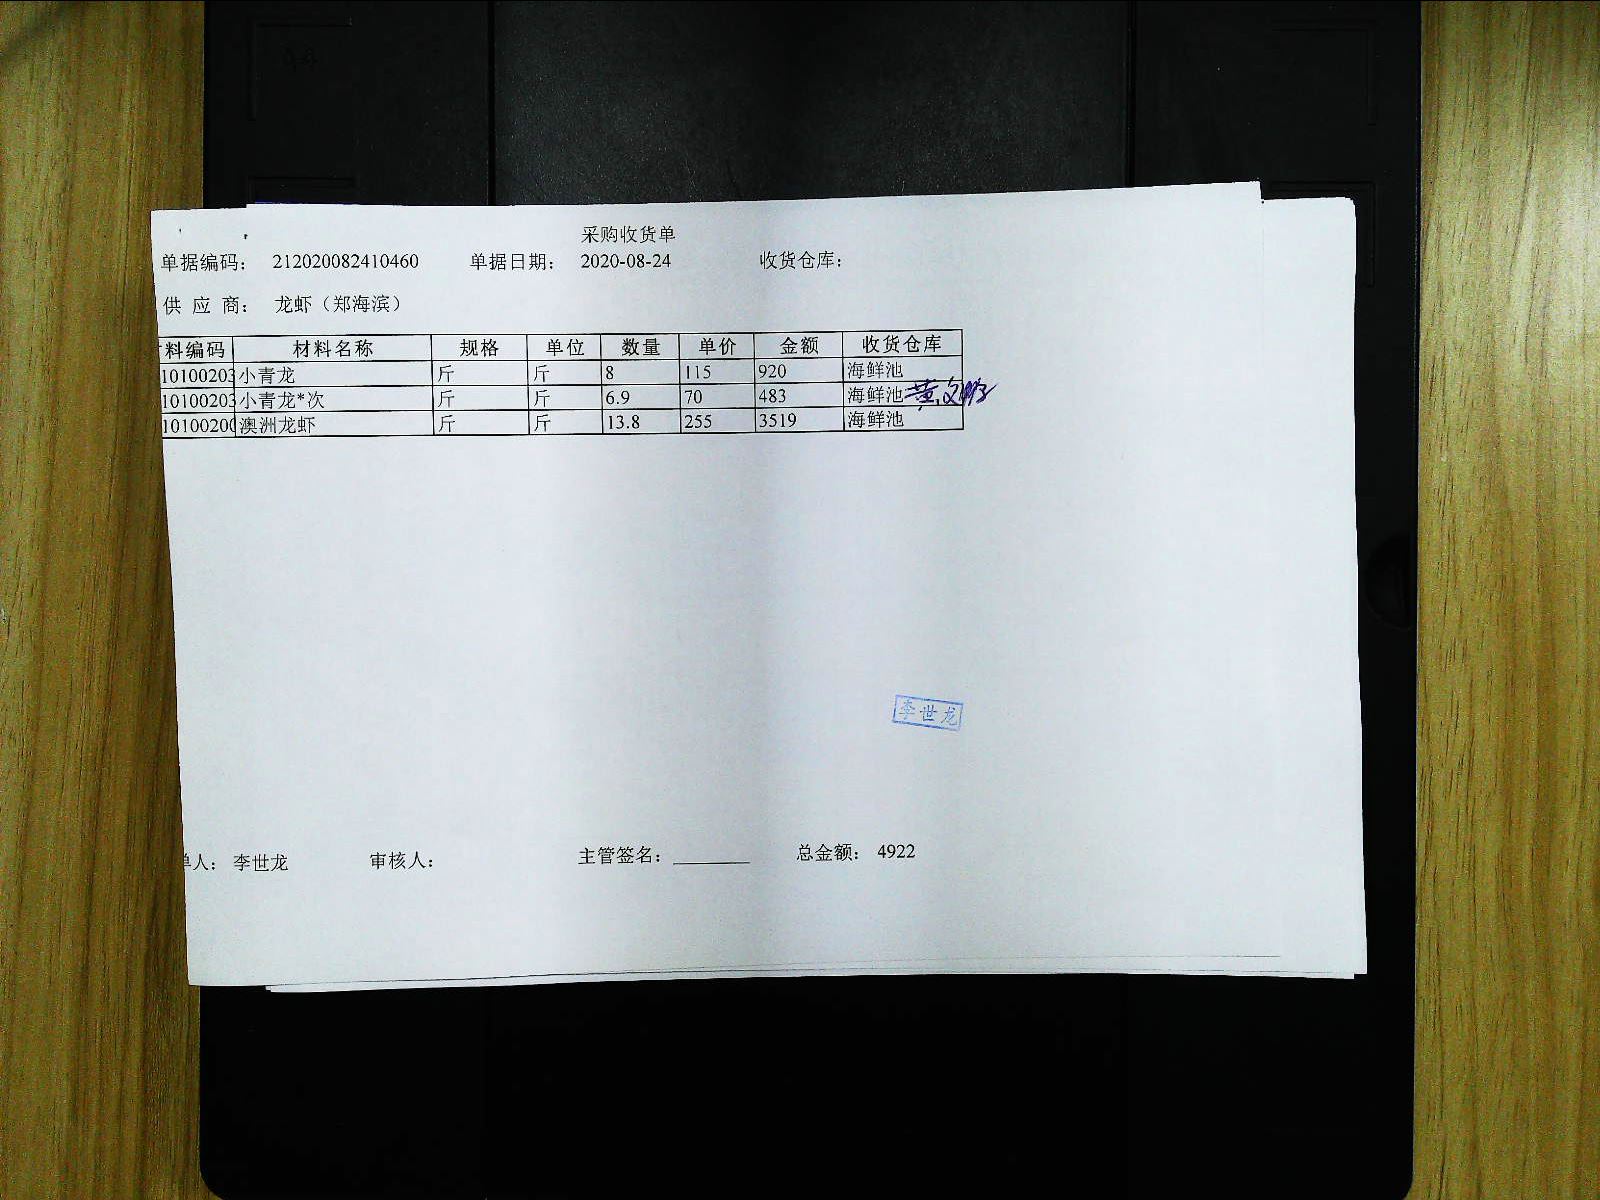 采购收货单
单据编码： 212020082410460 单据日期： 2020-08-24 收货仓库：
供 应 商： 龙虾（郑海滨）
料编码 材料名称 规格 单位 数量 单价 金额 收货仓库
10100203 小青龙 斤 斤 8 115 920 海鲜池
10100203 小青龙*次 斤 斤 6.9 70 483 海鲜池
1010020 澳洲龙虾 斤 斤 13.8 255 3519 海鲜池
李世龙
单人： 李世龙 审核人： 主管签名： 总金额： 4922